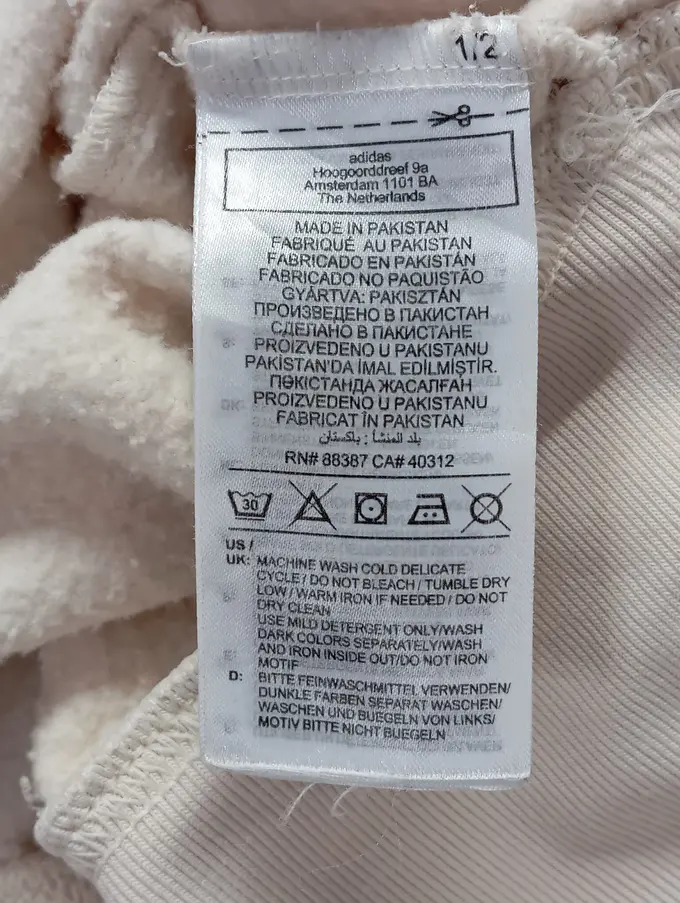 1/2
adidas
Hoogoorddreef 9a
Amsterdam 1101 BA
The Netherlands
MADE IN PAKISTAN
FABRIQUÉ AU PAKISTAN
FABRICADO EN PAKISTÁN
FABRICADO NO PAQUISTÃO
GYÁRTVA: PAKISZTÁN
ПРОИЗВЕДЕНО В ПАКИСТАН
СДЕЛАНО В ПАКИСТАНЕ
PROIZVEDENO U PAKISTANU
PAKİSTAN'DA İMAL EDİLMİŞTİR.
ПӘКІСТАНДА ЖАСАЛҒАН
PROIZVEDENO U PAKISTANU
FABRICAT ÎN PAKISTAN
بلد المنشأ : باكستان
RN# 88387 CA# 40312
30
US /
UK: MACHINE WASH COLD DELICATE
CYCLE / DO NOT BLEACH / TUMBLE DRY
LOW / WARM IRON IF NEEDED / DO NOT
DRY CLEAN
USE MILD DETERGENT ONLY/WASH
DARK COLORS SEPARATELY/WASH
AND IRON INSIDE OUT/DO NOT IRON
MOTIF
D: BITTE FEINWASCHMITTEL VERWENDEN/
DUNKLE FARBEN SEPARAT WASCHEN/
WASCHEN UND BUEGELN VON LINKS/
MOTIV BITTE NICHT BUEGELN